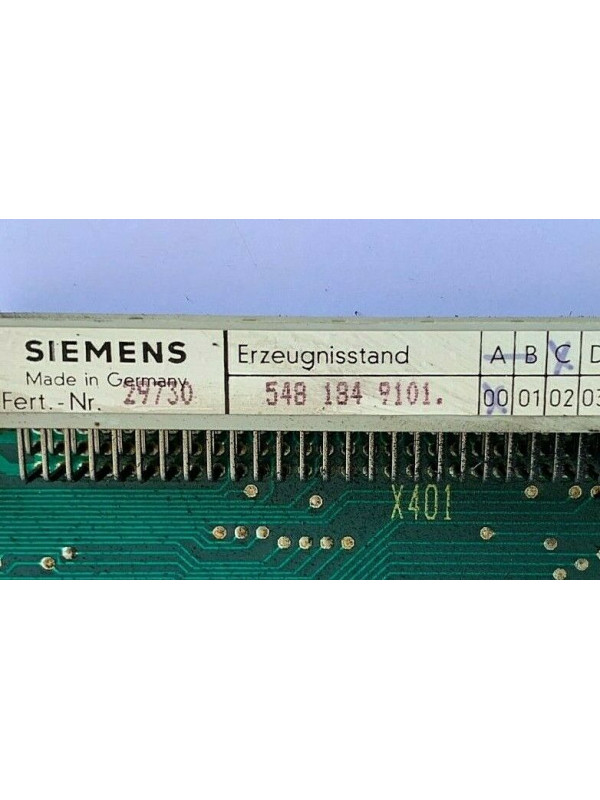 SIEMENS
Made in Germany
Fert.-Nr. 29730
Erzeugnisstand
548 184 9101.
A B C D
00 01 02 03
X401